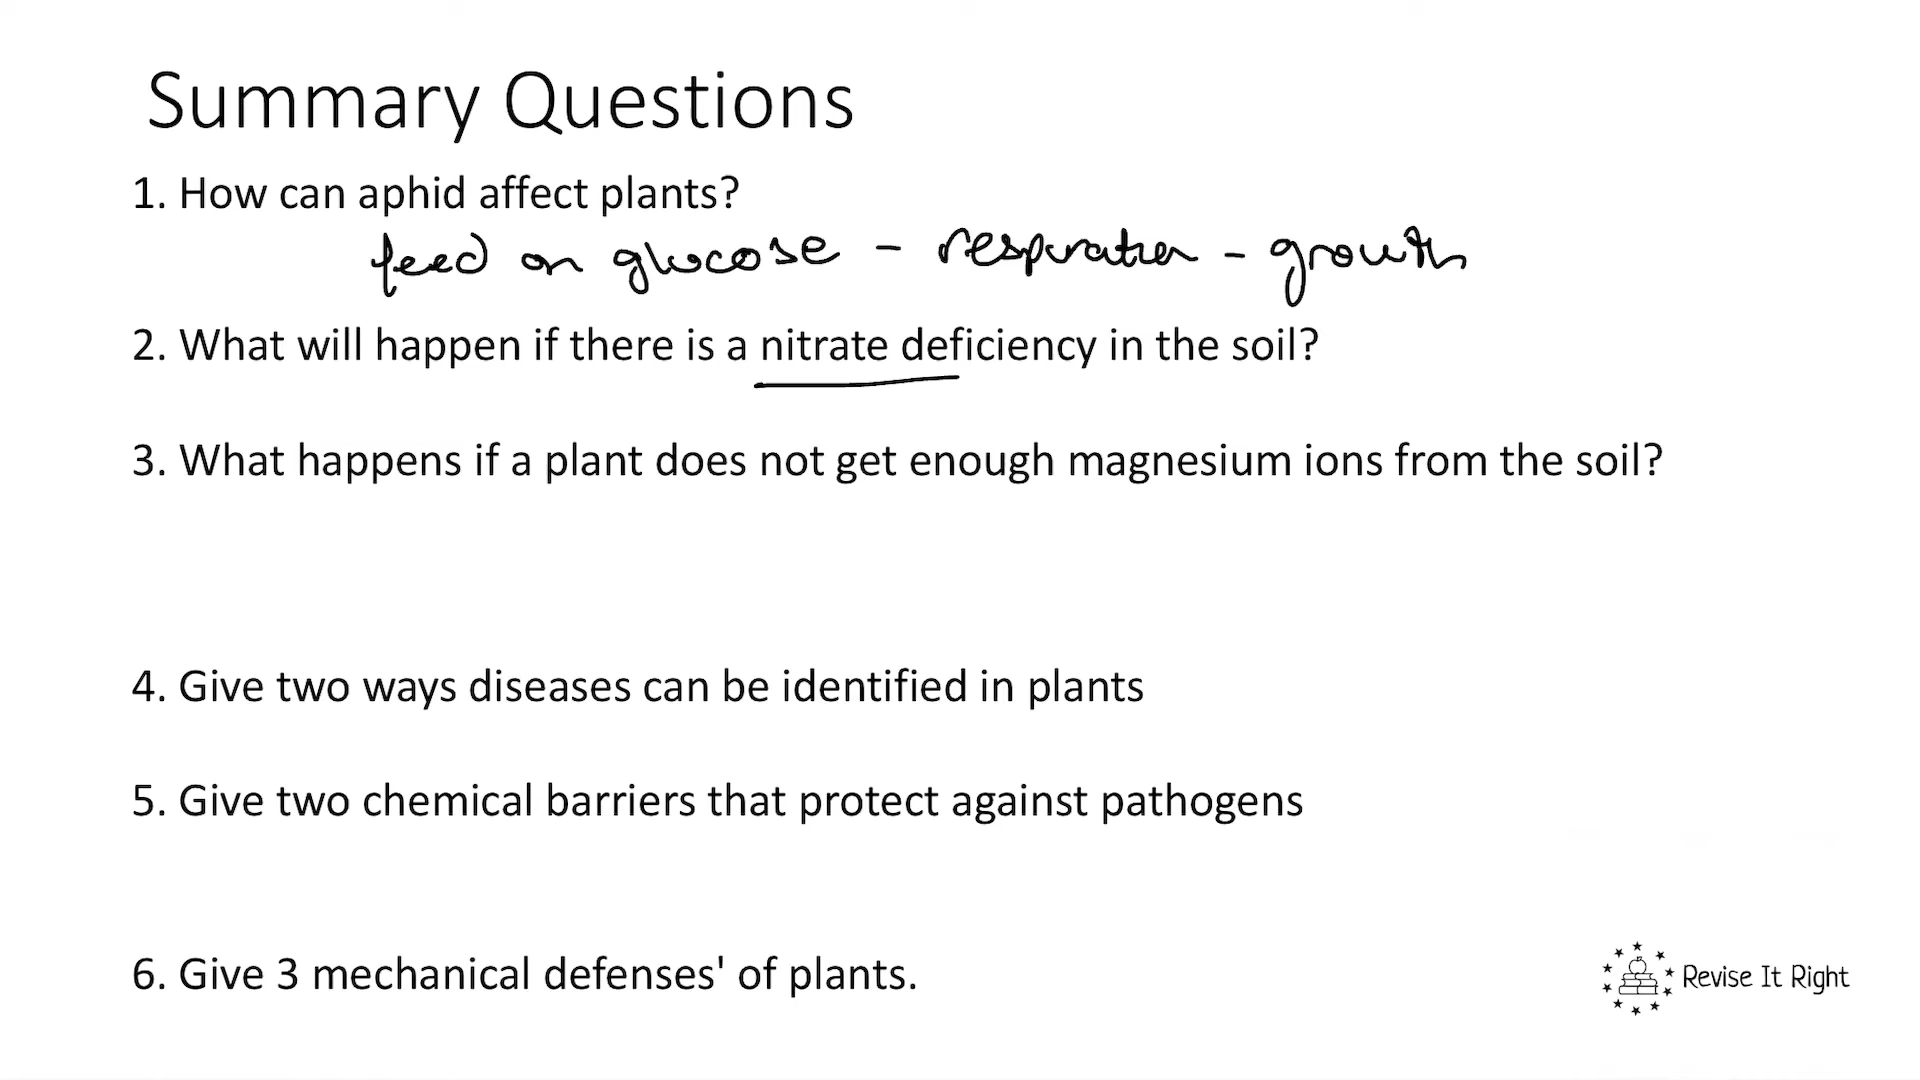 Summary Questions
1. How can aphid affect plants?
feed on glucose - respiration - growth
2. What will happen if there is a nitrate deficiency in the soil?
3. What happens if a plant does not get enough magnesium ions from the soil?
4. Give two ways diseases can be identified in plants
5. Give two chemical barriers that protect against pathogens
6. Give 3 mechanical defenses' of plants.
Revise It Right